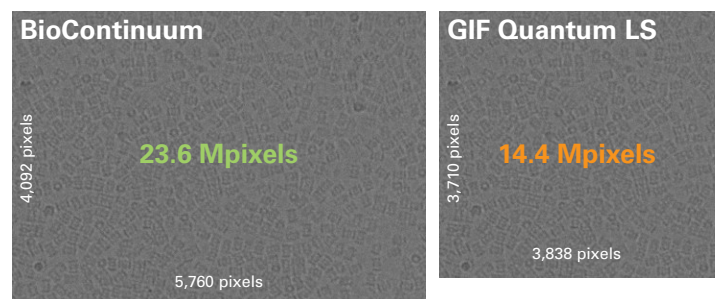 BioContinuum
4,092 pixels
23.6 Mpixels
5,760 pixels
GIF Quantum LS
3,710 pixels
14.4 Mpixels
3,838 pixels